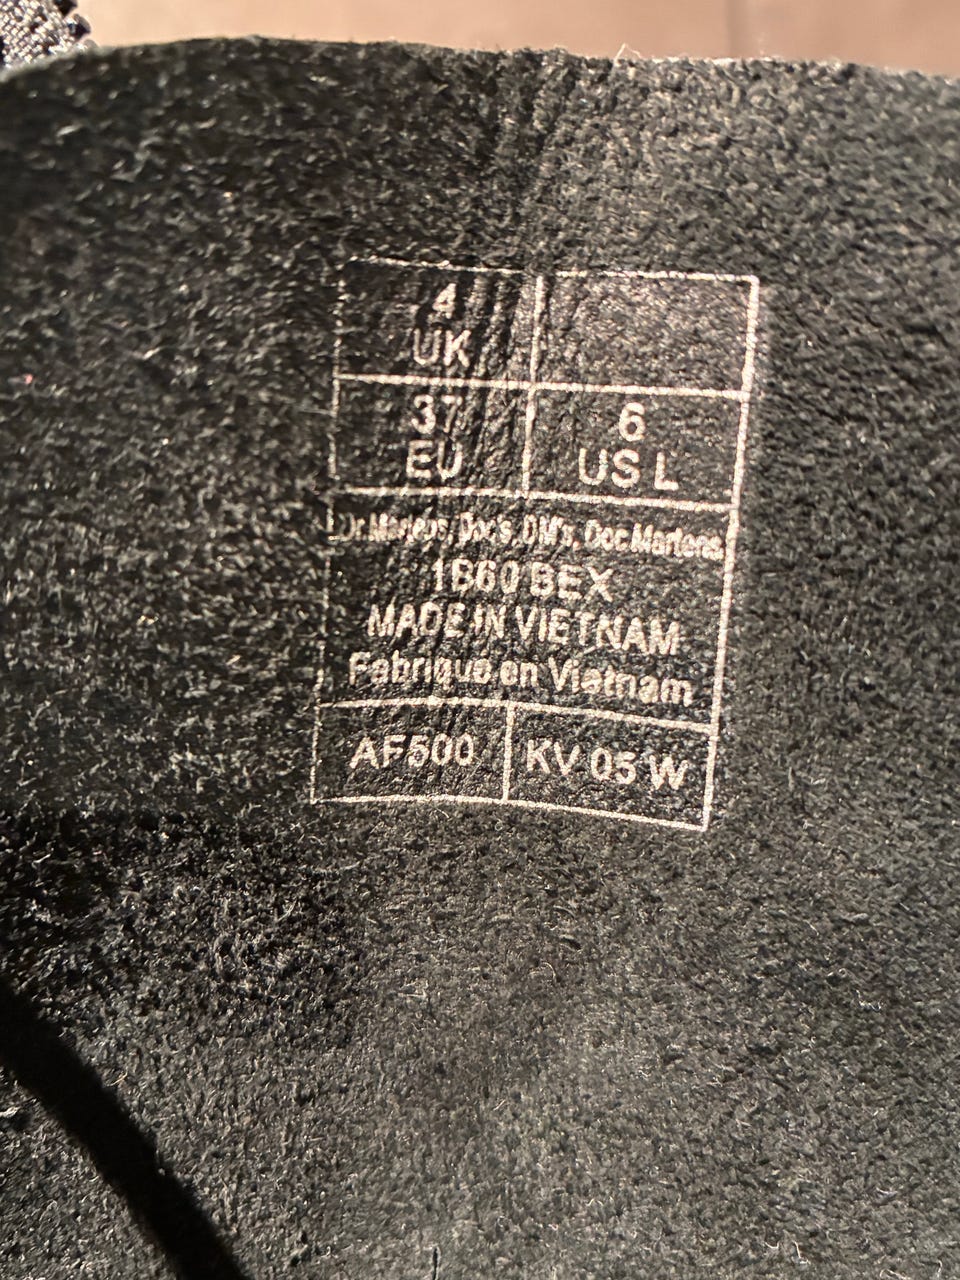 4
UK
37
EU
6
US L
Dr. Martens, Doc's, DM's, Doc Martens
1B60 BEX
MADE IN VIETNAM
Fabrique en Vietnam
AF500
KV 05 W